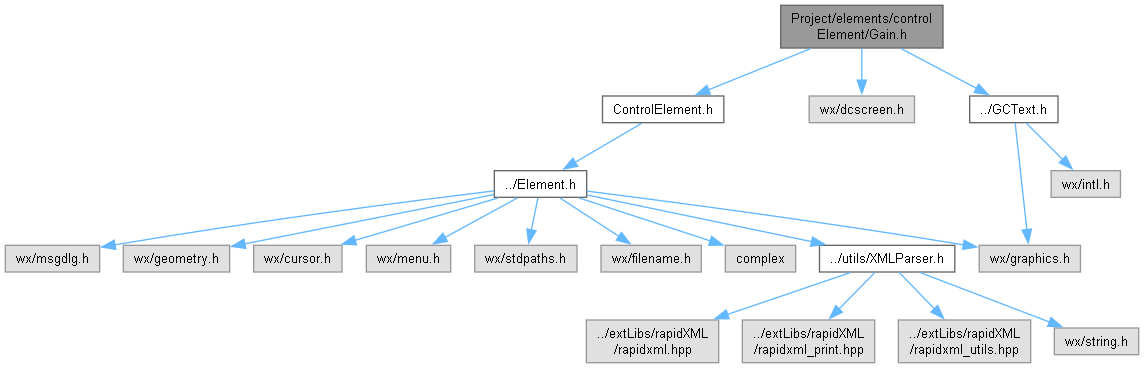 Project/elements/control
Element/Gain.h
ControlElement.h
wx/dcscreen.h
../GCText.h
../Element.h
wx/intl.h
wx/msgdlg.h
wx/geometry.h
wx/cursor.h
wx/menu.h
wx/stdpaths.h
wx/filename.h
complex
../utils/XMLParser.h
wx/graphics.h
../extLibs/rapidXML
/rapidxml.hpp
../extLibs/rapidXML
/rapidxml_print.hpp
../extLibs/rapidXML
/rapidxml_utils.hpp
wx/string.h